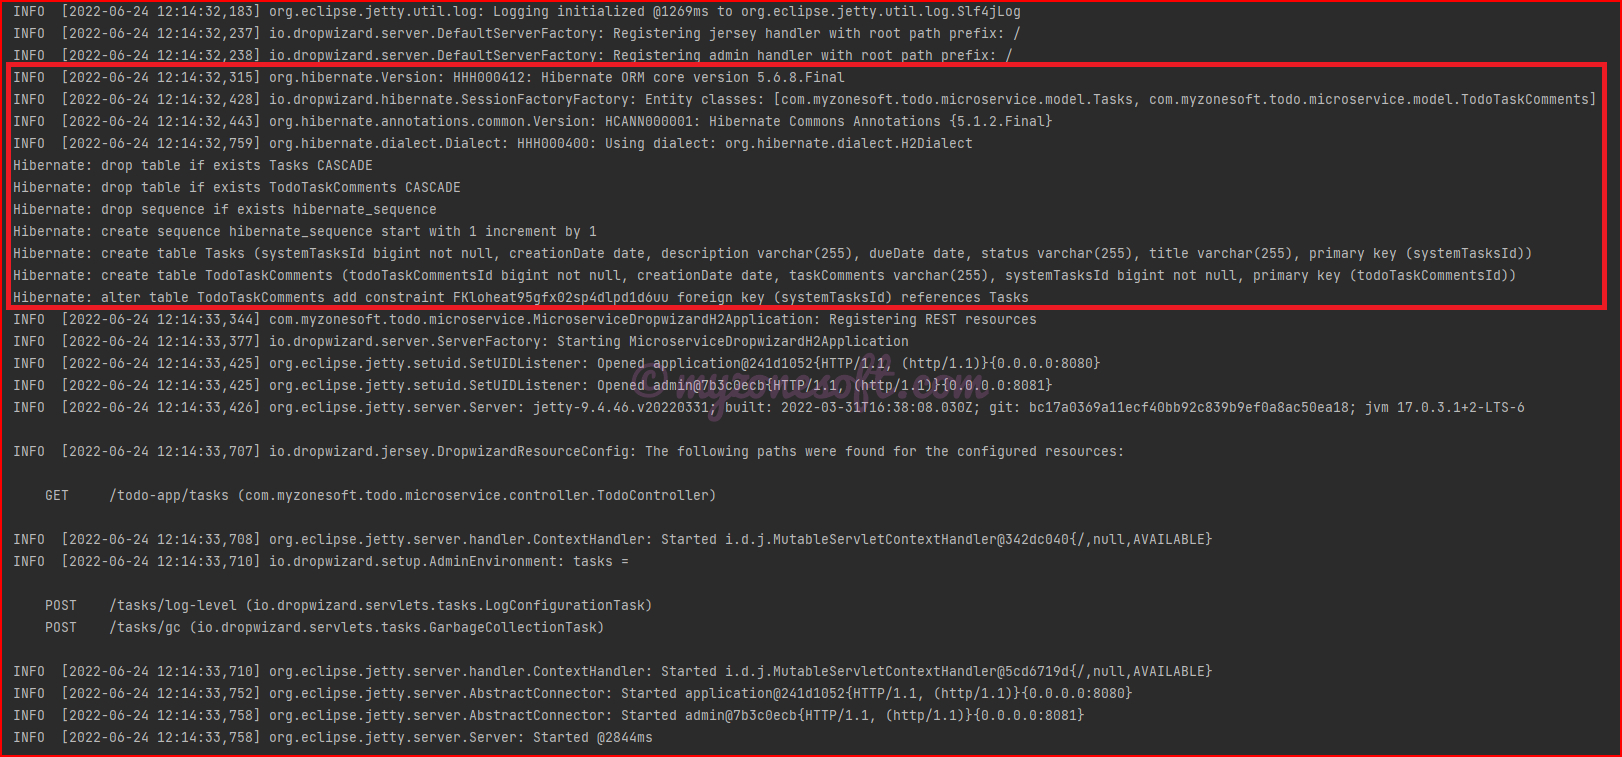 INFO  [2022-06-24 12:14:32,183] org.eclipse.jetty.util.log: Logging initialized @1269ms to org.eclipse.jetty.util.log.Slf4jLog
INFO  [2022-06-24 12:14:32,237] io.dropwizard.server.DefaultServerFactory: Registering jersey handler with root path prefix: /
INFO  [2022-06-24 12:14:32,238] io.dropwizard.server.DefaultServerFactory: Registering admin handler with root path prefix: /
INFO  [2022-06-24 12:14:32,315] org.hibernate.Version: HHH000412: Hibernate ORM core version 5.6.8.Final
INFO  [2022-06-24 12:14:32,428] io.dropwizard.hibernate.SessionFactoryFactory: Entity classes: [com.myzonesoft.todo.microservice.model.Tasks, com.myzonesoft.todo.microservice.model.TodoTaskComments]
INFO  [2022-06-24 12:14:32,443] org.hibernate.annotations.common.Version: HCANN000001: Hibernate Commons Annotations {5.1.2.Final}
INFO  [2022-06-24 12:14:32,759] org.hibernate.dialect.Dialect: HHH000400: Using dialect: org.hibernate.dialect.H2Dialect
Hibernate: drop table if exists Tasks CASCADE
Hibernate: drop table if exists TodoTaskComments CASCADE
Hibernate: drop sequence if exists hibernate_sequence
Hibernate: create sequence hibernate_sequence start with 1 increment by 1
Hibernate: create table Tasks (systemTasksId bigint not null, creationDate date, description varchar(255), dueDate date, status varchar(255), title varchar(255), primary key (systemTasksId))
Hibernate: create table TodoTaskComments (todoTaskCommentsId bigint not null, creationDate date, taskComments varchar(255), systemTasksId bigint not null, primary key (todoTaskCommentsId))
Hibernate: alter table TodoTaskComments add constraint FKloheat95gfx02sp4dlpd1d6uu foreign key (systemTasksId) references Tasks
INFO  [2022-06-24 12:14:33,344] com.myzonesoft.todo.microservice.MicroserviceDropwizardH2Application: Registering REST resources
INFO  [2022-06-24 12:14:33,377] io.dropwizard.server.ServerFactory: Starting MicroserviceDropwizardH2Application
INFO  [2022-06-24 12:14:33,425] org.eclipse.jetty.setuid.SetUIDListener: Opened application@241d1052{HTTP/1.1, (http/1.1)}{0.0.0.0:8080}
INFO  [2022-06-24 12:14:33,425] org.eclipse.jetty.setuid.SetUIDListener: Opened admin@7b3c0ecb{HTTP/1.1, (http/1.1)}{0.0.0.0:8081}
© myzonesoft.com
INFO  [2022-06-24 12:14:33,426] org.eclipse.jetty.server.Server: jetty-9.4.46.v20220331; built: 2022-03-31T16:38:08.030Z; git: bc17a0369a11ecf40bb92c839b9ef0a8ac50ea18; jvm 17.0.3.1+2-LTS-6
INFO  [2022-06-24 12:14:33,707] io.dropwizard.jersey.DropwizardResourceConfig: The following paths were found for the configured resources:
GET     /todo-app/tasks (com.myzonesoft.todo.microservice.controller.TodoController)
INFO  [2022-06-24 12:14:33,708] org.eclipse.jetty.server.handler.ContextHandler: Started i.d.j.MutableServletContextHandler@342dc040{/,null,AVAILABLE}
INFO  [2022-06-24 12:14:33,710] io.dropwizard.setup.AdminEnvironment: tasks =
POST    /tasks/log-level (io.dropwizard.servlets.tasks.LogConfigurationTask)
POST    /tasks/gc (io.dropwizard.servlets.tasks.GarbageCollectionTask)
INFO  [2022-06-24 12:14:33,710] org.eclipse.jetty.server.handler.ContextHandler: Started i.d.j.MutableServletContextHandler@5cd6719d{/,null,AVAILABLE}
INFO  [2022-06-24 12:14:33,752] org.eclipse.jetty.server.AbstractConnector: Started application@241d1052{HTTP/1.1, (http/1.1)}{0.0.0.0:8080}
INFO  [2022-06-24 12:14:33,758] org.eclipse.jetty.server.AbstractConnector: Started admin@7b3c0ecb{HTTP/1.1, (http/1.1)}{0.0.0.0:8081}
INFO  [2022-06-24 12:14:33,758] org.eclipse.jetty.server.Server: Started @2844ms